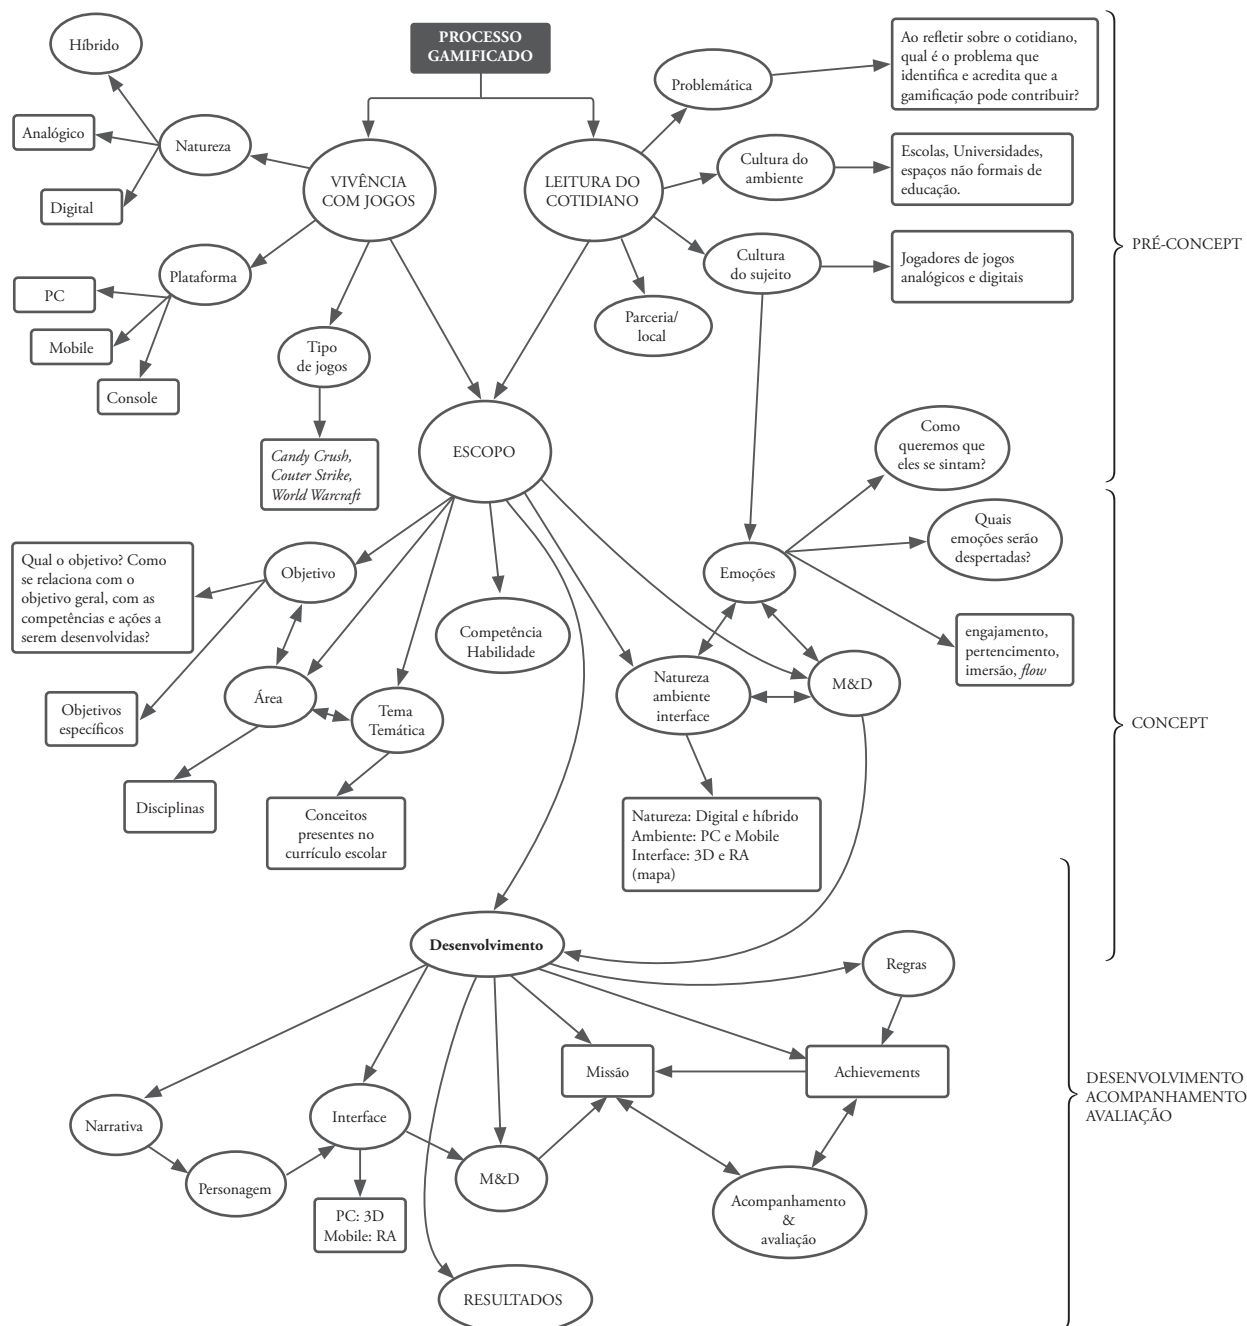 PROCESSO
GAMIFICADO
Híbrido
Analógico
Digital
Natureza
VIVÊNCIA
COM JOGOS
LEITURA DO
COTIDIANO
Problemática
Ao refletir sobre o cotidiano,
qual é o problema que
identifica e acredita que a
gamificação pode contribuir?
Cultura do
ambiente
Escolas, Universidades,
espaços não formais de
educação.
Cultura
do sujeito
Jogadores de jogos
analógicos e digitais
Parceria/
local
PRÉ-CONCEPT
Plataforma
PC
Mobile
Console
Tipo
de jogos
Candy Crush,
Couter Strike,
World Warcraft
ESCOPO
Como
queremos que
eles se sintam?
Quais
emoções serão
despertadas?
Emoções
engajamento,
pertencimento,
imersão, flow
Qual o objetivo? Como
se relaciona com o
objetivo geral, com as
competências e ações a
serem desenvolvidas?
Objetivo
Objetivos
específicos
Área
Disciplinas
Tema
Temática
Conceitos
presentes no
currículo escolar
Competência
Habilidade
Natureza
ambiente
interface
M&D
Natureza: Digital e híbrido
Ambiente: PC e Mobile
Interface: 3D e RA
(mapa)
CONCEPT
Desenvolvimento
Regras
Missão
Achievements
Narrativa
Personagem
Interface
PC: 3D
Mobile: RA
M&D
Acompanhamento
&
avaliação
RESULTADOS
DESENVOLVIMENTO
ACOMPANHAMENTO
AVALIAÇÃO